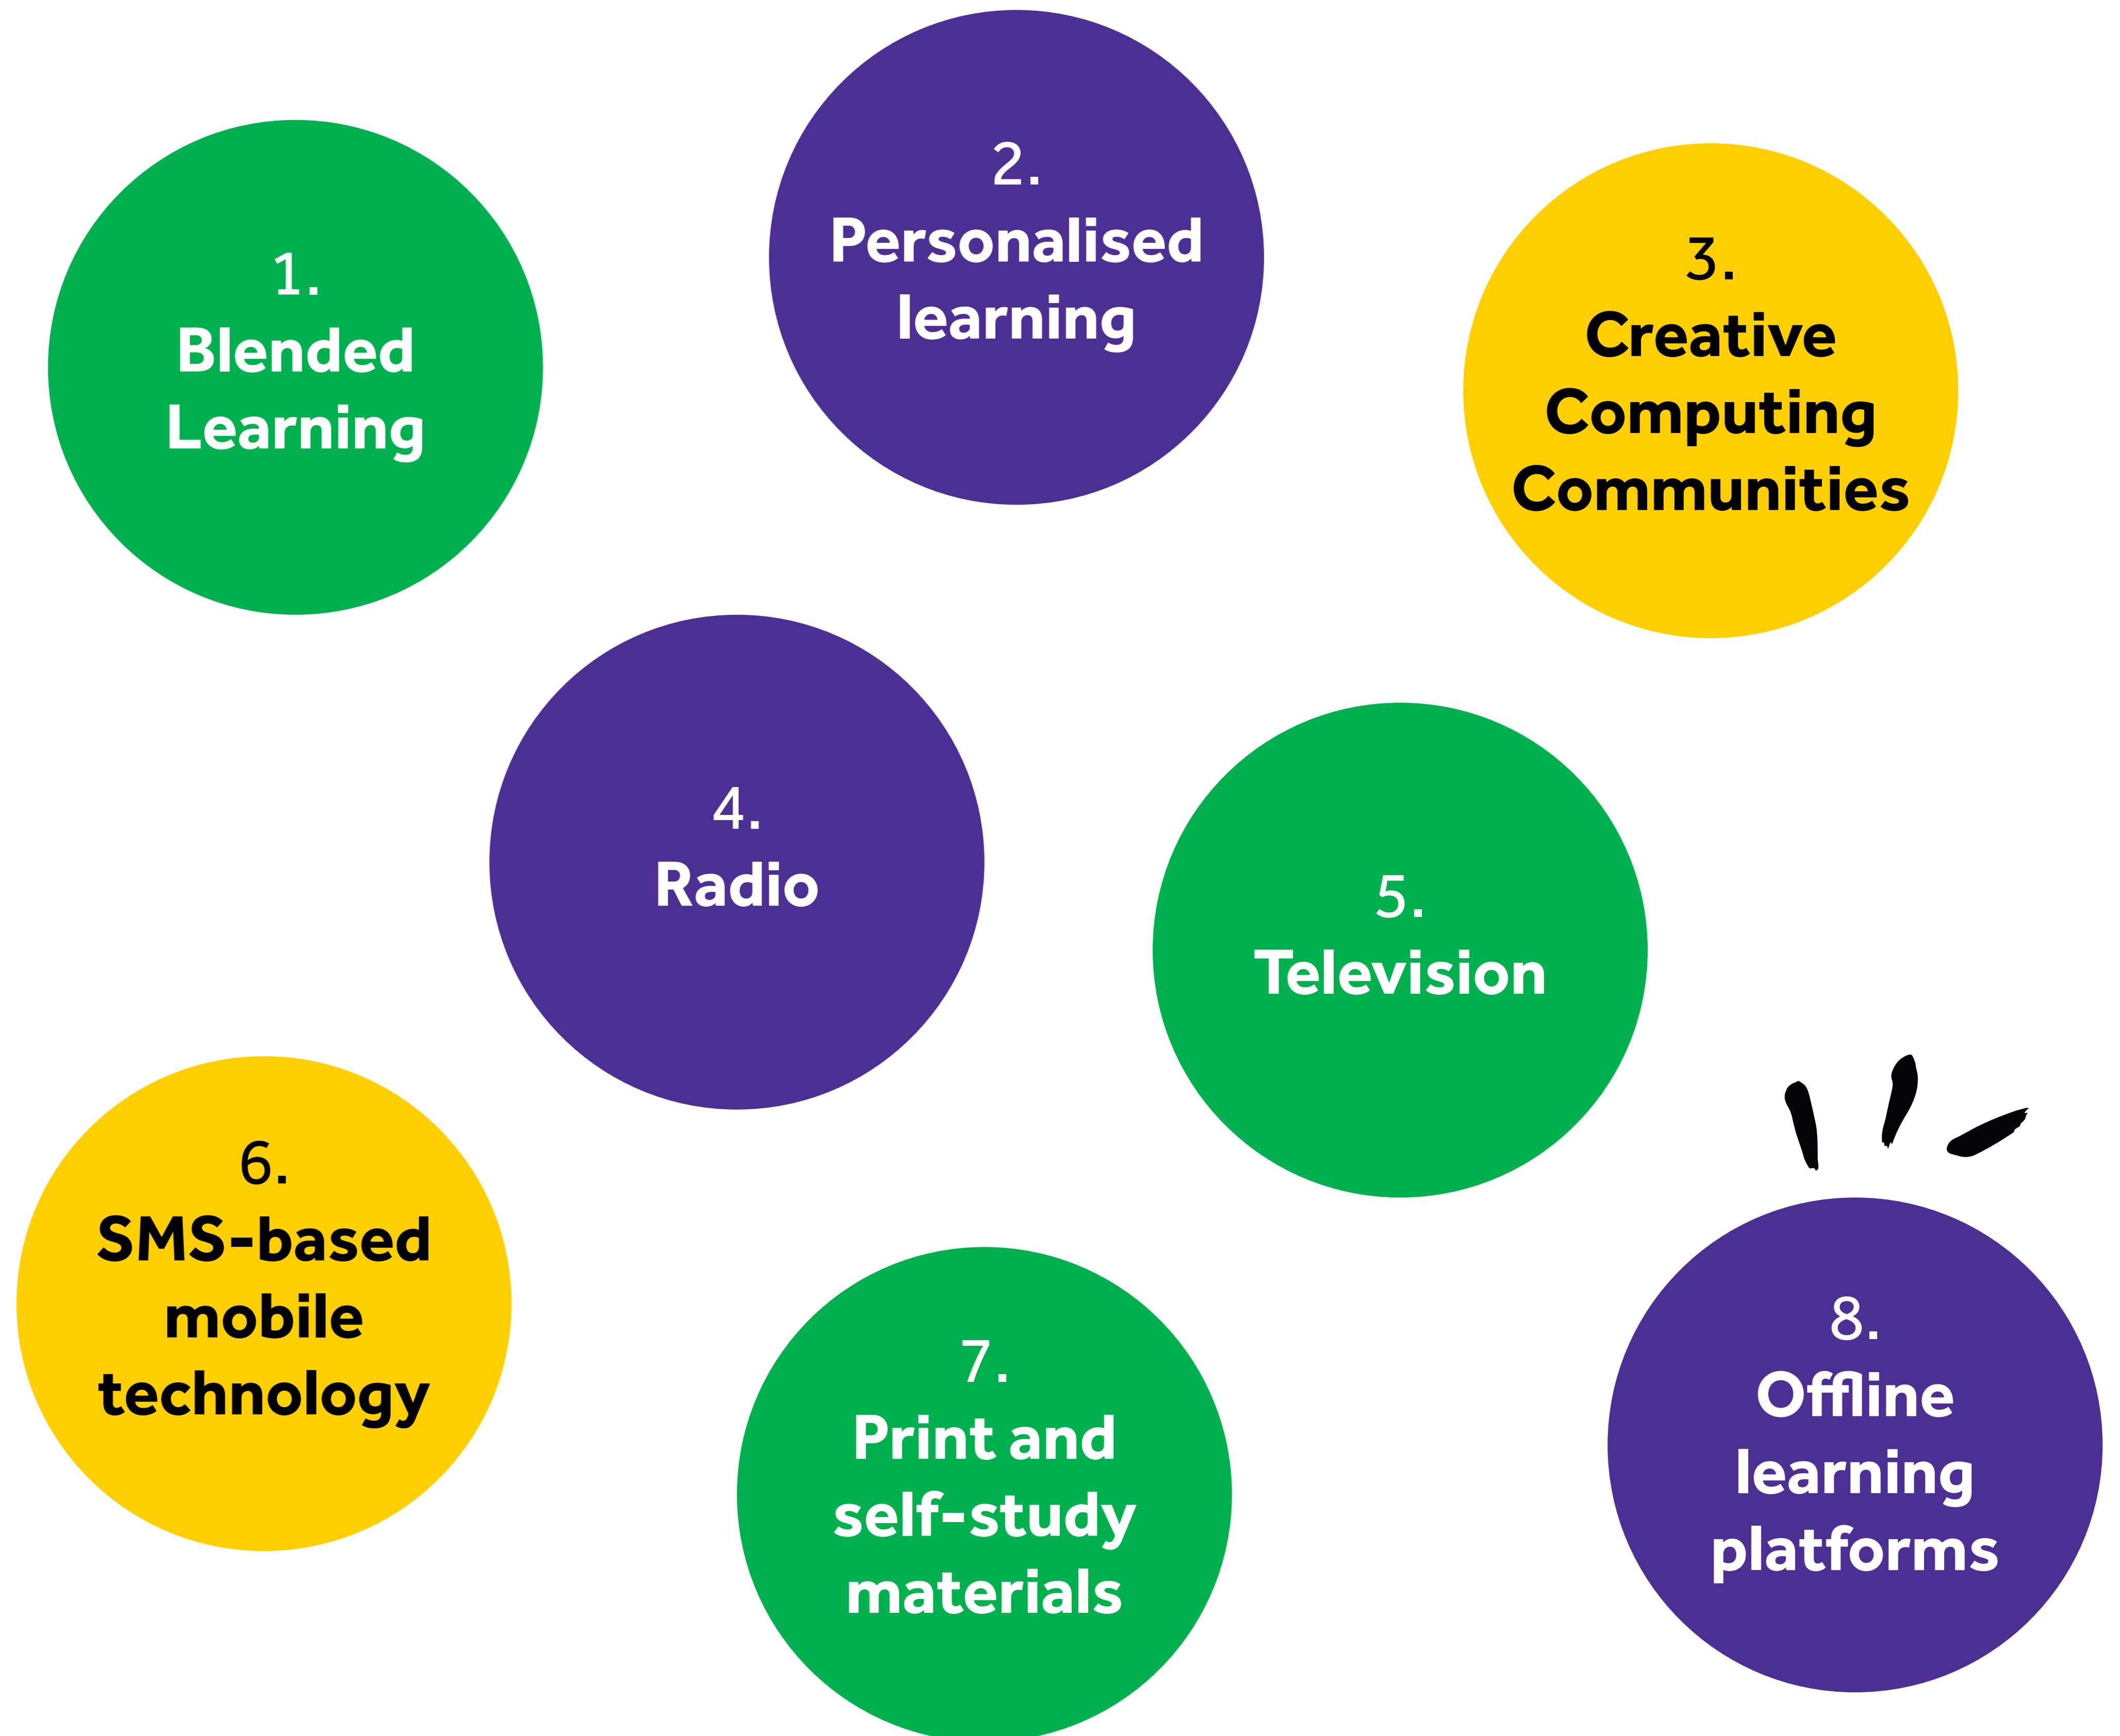 1.
Blended
Learning
2.
Personalised
learning
3.
Creative
Computing
Communities
4.
Radio
5.
Television
6.
SMS-based
mobile
technology
7.
Print and
self-study
materials
8.
Offline
learning
platforms